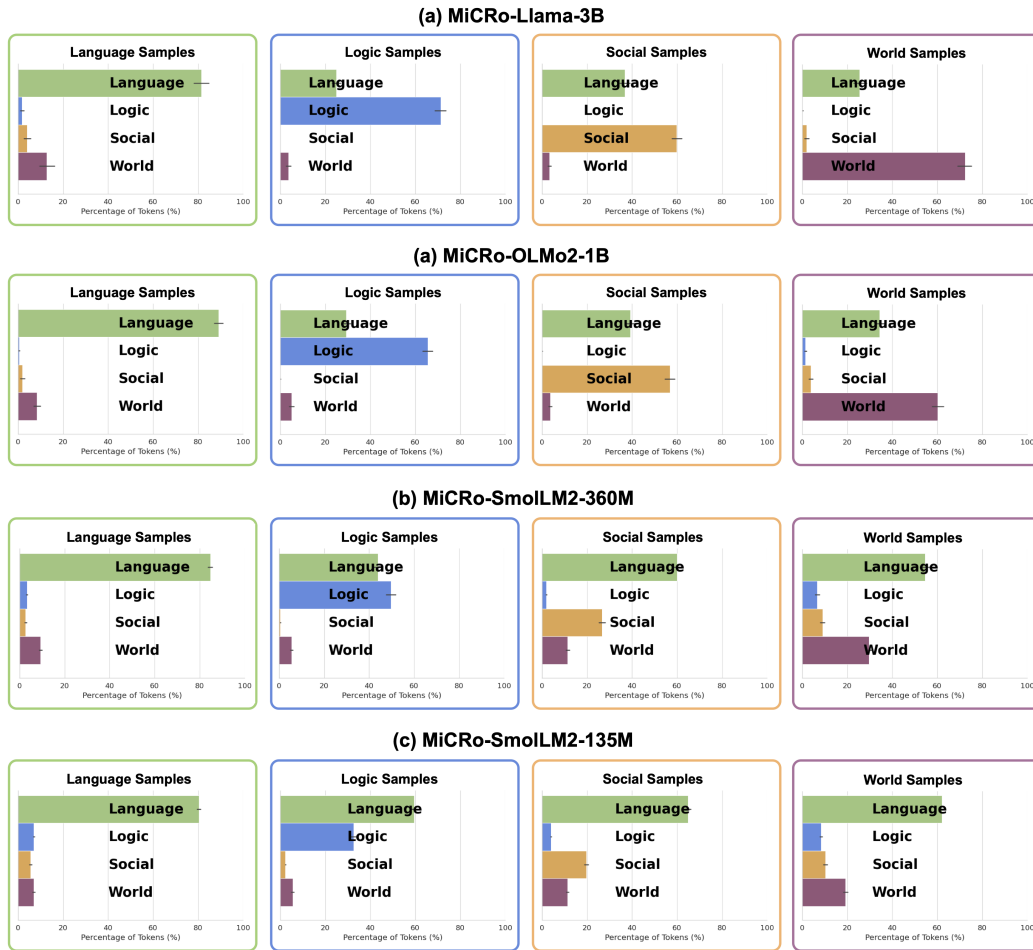 (a) MiCRo-Llama-3B
Language Samples
Language
Logic
Social
World
0 20 40 60 80 100
Percentage of Tokens (%)
Logic Samples
Language
Logic
Social
World
0 20 40 60 80 100
Percentage of Tokens (%)
Social Samples
Language
Logic
Social
World
0 20 40 60 80 100
Percentage of Tokens (%)
World Samples
Language
Logic
Social
World
0 20 40 60 80 100
Percentage of Tokens (%)
(a) MiCRo-OLMo2-1B
Language Samples
Language
Logic
Social
World
0 20 40 60 80 100
Percentage of Tokens (%)
Logic Samples
Language
Logic
Social
World
0 20 40 60 80 100
Percentage of Tokens (%)
Social Samples
Language
Logic
Social
World
0 20 40 60 80 100
Percentage of Tokens (%)
World Samples
Language
Logic
Social
World
0 20 40 60 80 100
Percentage of Tokens (%)
(b) MiCRo-SmolLM2-360M
Language Samples
Language
Logic
Social
World
0 20 40 60 80 100
Percentage of Tokens (%)
Logic Samples
Language
Logic
Social
World
0 20 40 60 80 100
Percentage of Tokens (%)
Social Samples
Language
Logic
Social
World
0 20 40 60 80 100
Percentage of Tokens (%)
World Samples
Language
Logic
Social
World
0 20 40 60 80 100
Percentage of Tokens (%)
(c) MiCRo-SmolLM2-135M
Language Samples
Language
Logic
Social
World
0 20 40 60 80 100
Percentage of Tokens (%)
Logic Samples
Language
Logic
Social
World
0 20 40 60 80 100
Percentage of Tokens (%)
Social Samples
Language
Logic
Social
World
0 20 40 60 80 100
Percentage of Tokens (%)
World Samples
Language
Logic
Social
World
0 20 40 60 80 100
Percentage of Tokens (%)